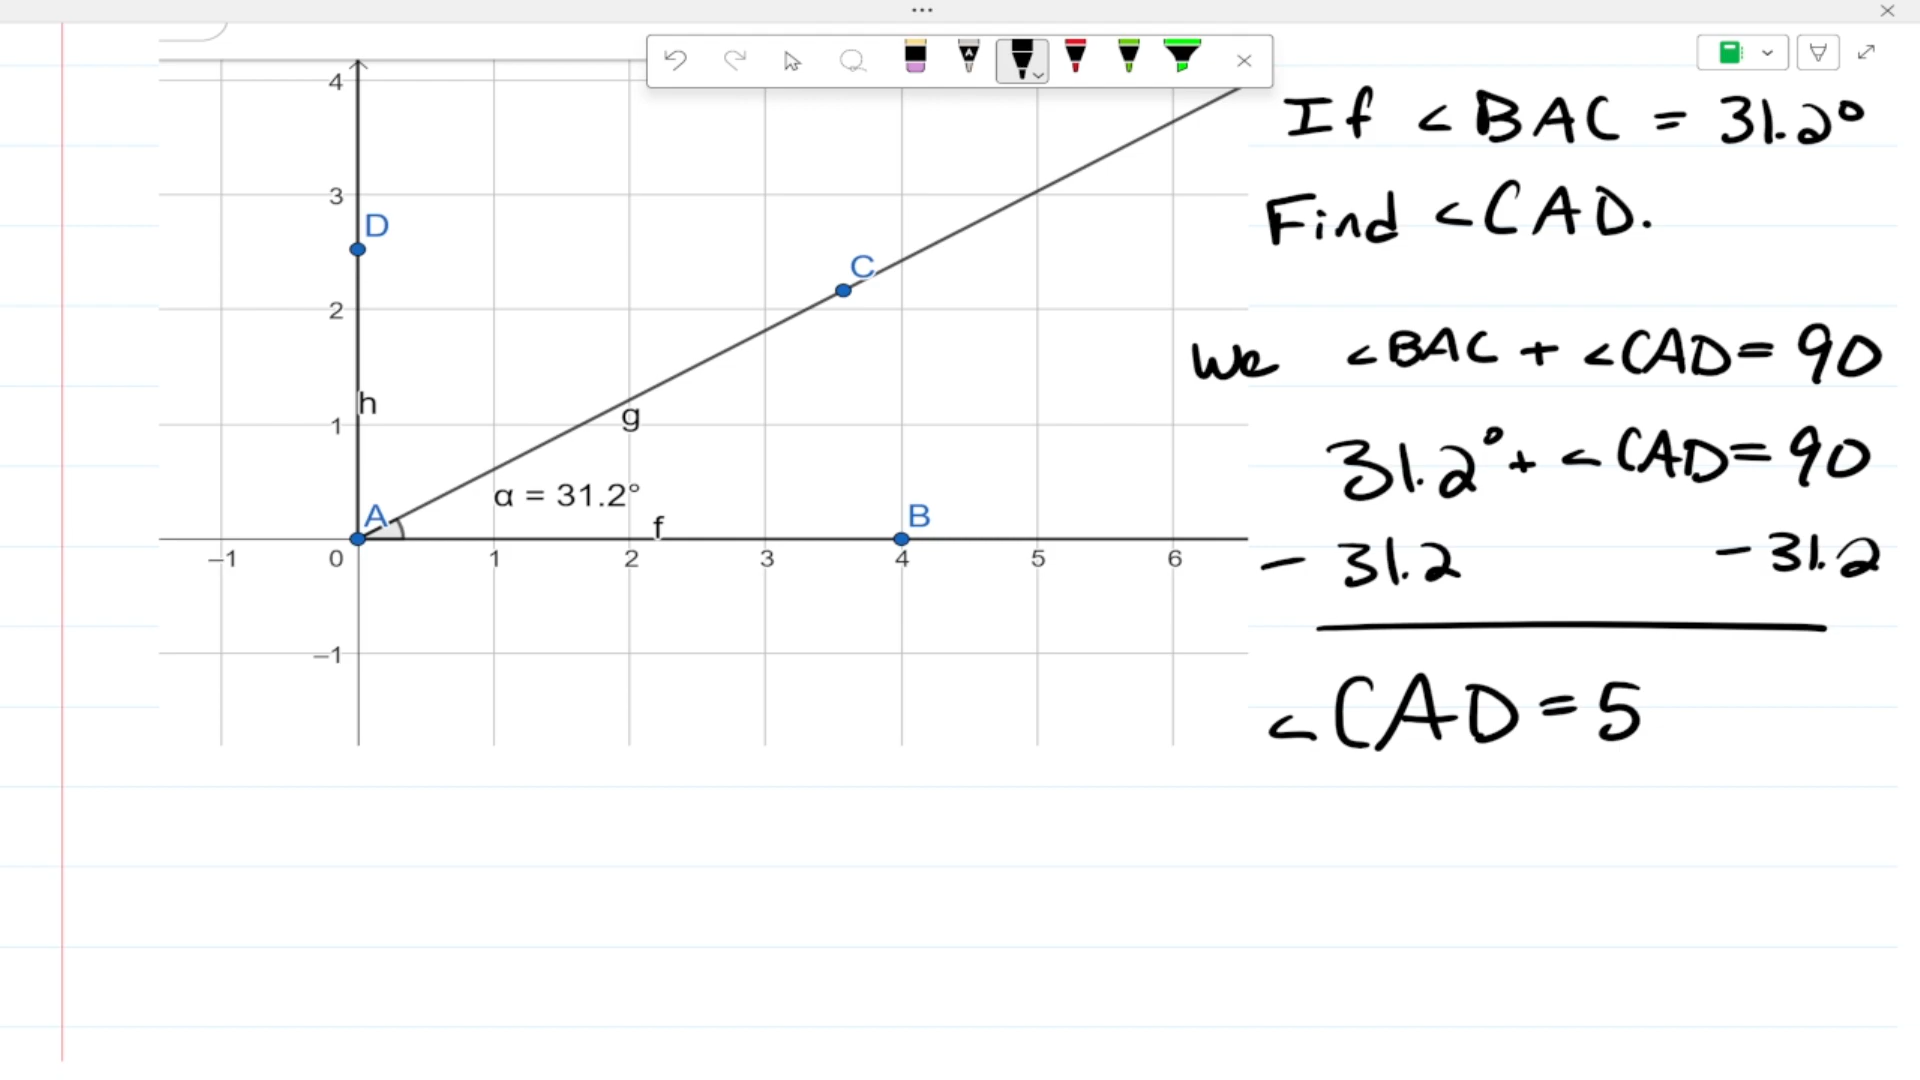 ...
4
3
2
1
0
-1
-1
1
2
3
4
5
6
D
C
h
g
α = 31.2°
A
f
B
If <BAC = 31.2°
Find <CAD.
We <BAC + <CAD= 90
31.2° + <CAD= 90
- 31.2 - 31.2
<CAD = 5